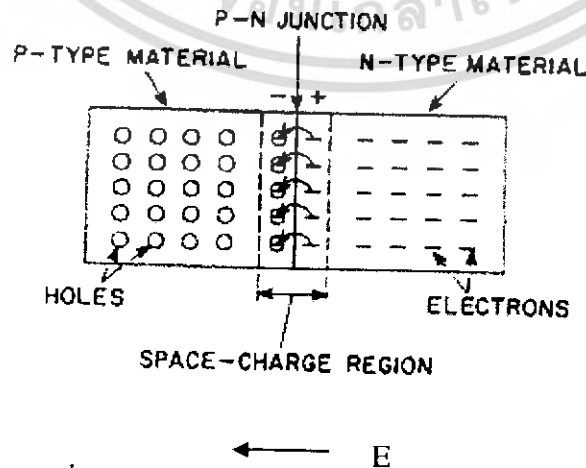 P-N JUNCTION
P-TYPE MATERIAL
N-TYPE MATERIAL
- +
HOLES
ELECTRONS
SPACE-CHARGE REGION
E